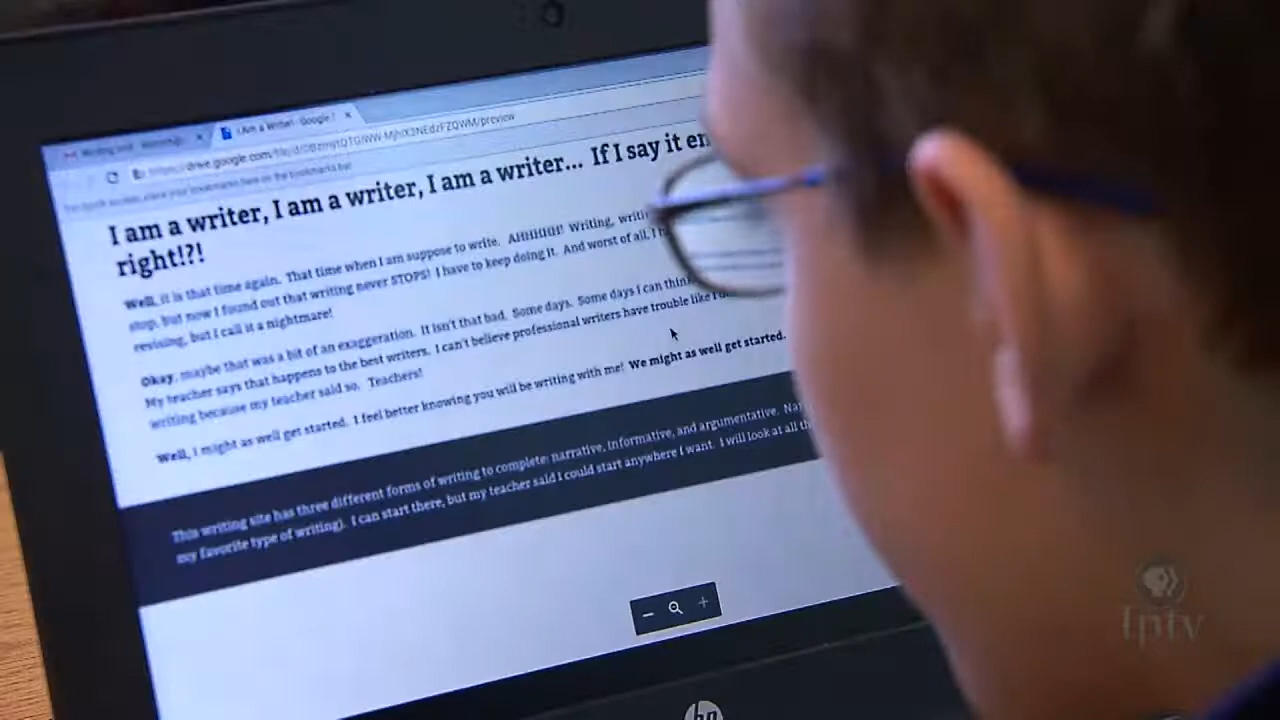 I Am a Writer - Google
drive.google.com/file/d/ /preview
I am a writer, I am a writer, I am a writer... If I say it en
right!?!
Well, it is that time again. That time when I am suppose to write. AHHHHH! Writing, writi
stop, but now I found out that writing never STOPS! I have to keep doing it. And worst of all, I h
revising, but I call it a nightmare!
Okay, maybe that was a bit of an exaggeration. It isn't that bad. Some days. Some days I can think
My teacher says that happens to the best writers. I can't believe professional writers have trouble like I
writing because my teacher said so. Teachers!
Well, I might as well get started. I feel better knowing you will be writing with me! We might as well get started.
This writing site has three different forms of writing to complete: narrative, informative, and argumentative. Nar
my favorite type of writing). I can start there, but my teacher said I could start anywhere I want. I will look at all th
hp
tptv